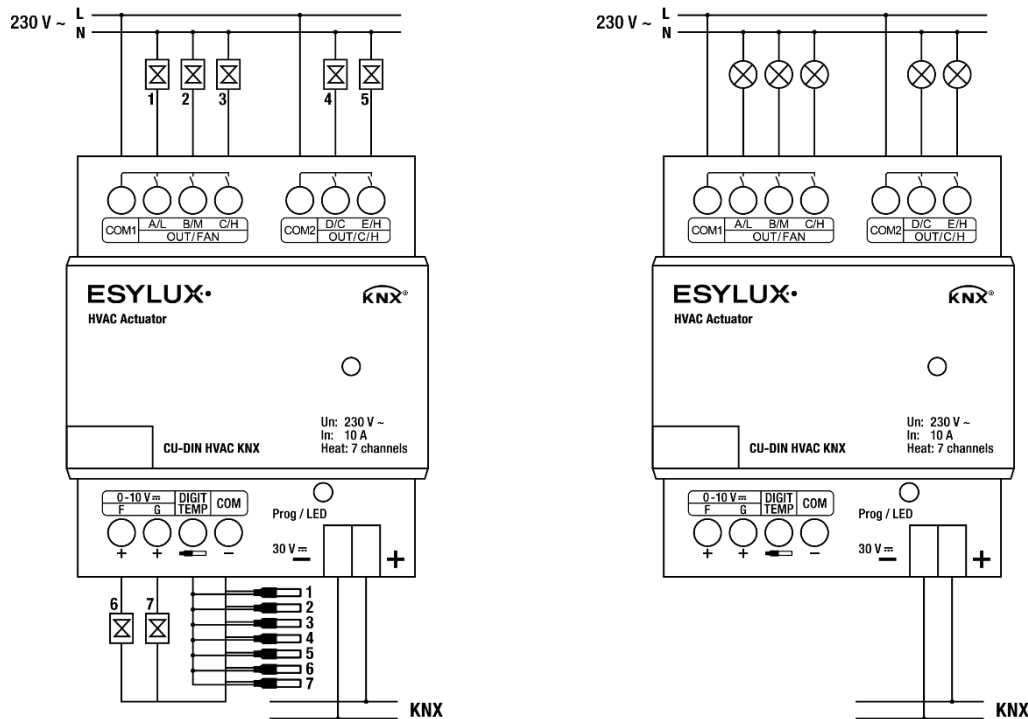 230 V ~ L
N
1 2 3 4 5
COM1 A/L B/M C/H
OUT/FAN
COM2 D/C E/H
OUT/C/H
ESYLUX
KNX®
HVAC Actuator
Un: 230 V ~
In: 10 A
Heat: 7 channels
CU-DIN HVAC KNX
0-10 V⎓ DIGIT COM
F G TEMP
+ + −
Prog / LED
30 V⎓
− +
6 7
1
2
3
4
5
6
7
KNX
230 V ~ L
N
COM1 A/L B/M C/H
OUT/FAN
COM2 D/C E/H
OUT/C/H
ESYLUX
KNX®
HVAC Actuator
Un: 230 V ~
In: 10 A
Heat: 7 channels
CU-DIN HVAC KNX
0-10 V⎓ DIGIT COM
F G TEMP
+ + −
Prog / LED
30 V⎓
− +
KNX